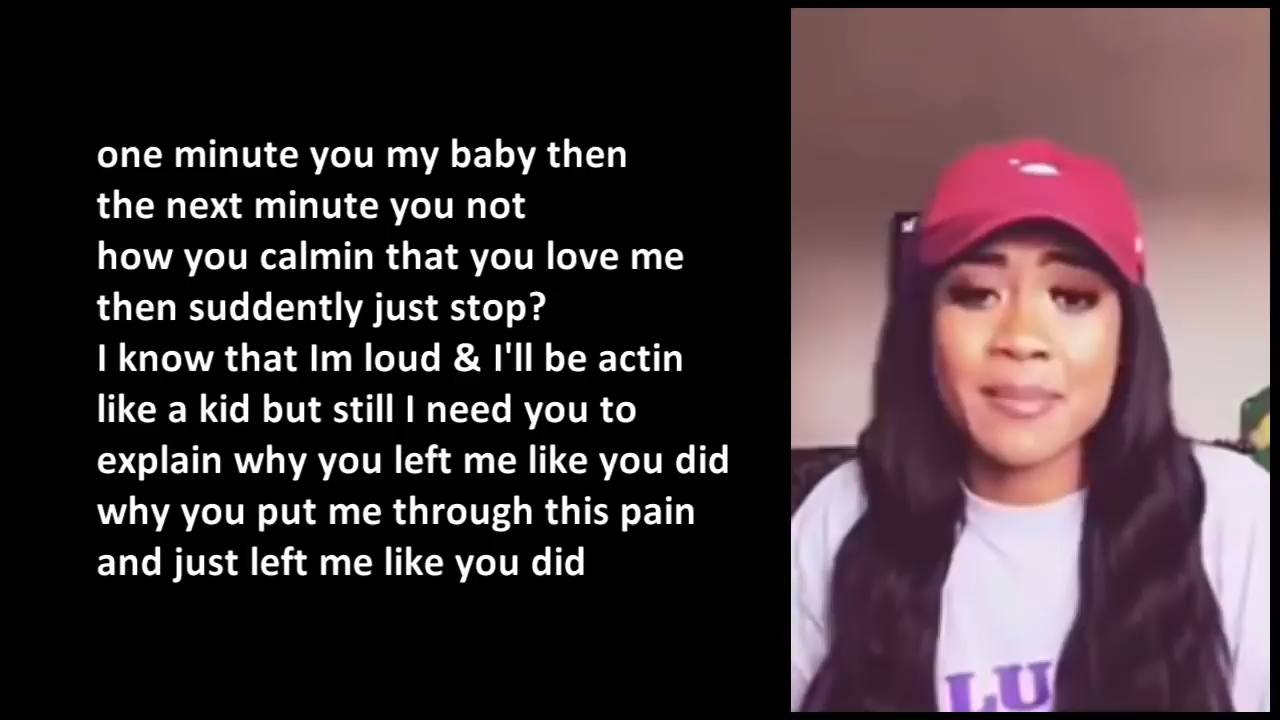 one minute you my baby then
the next minute you not
how you calmin that you love me
then suddently just stop?
I know that Im loud & I'll be actin
like a kid but still I need you to
explain why you left me like you did
why you put me through this pain
and just left me like you did
LU